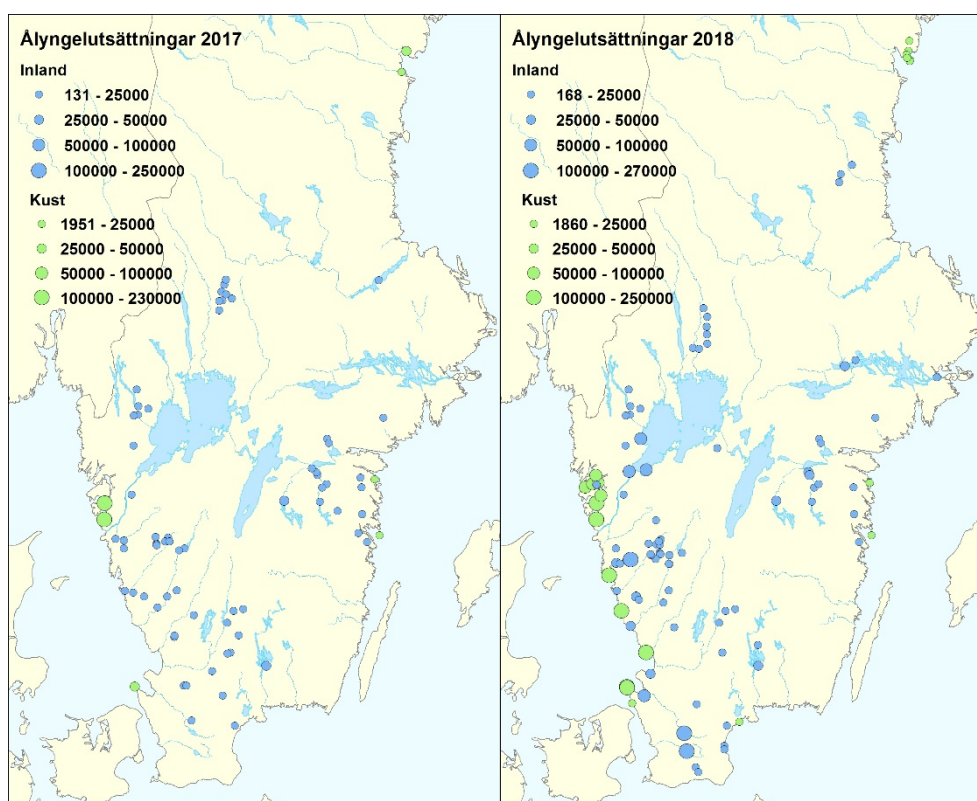 Ålyngelutsättningar 2017
Inland
131 - 25000
25000 - 50000
50000 - 100000
100000 - 250000
Kust
1951 - 25000
25000 - 50000
50000 - 100000
100000 - 230000
Ålyngelutsättningar 2018
Inland
168 - 25000
25000 - 50000
50000 - 100000
100000 - 270000
Kust
1860 - 25000
25000 - 50000
50000 - 100000
100000 - 250000